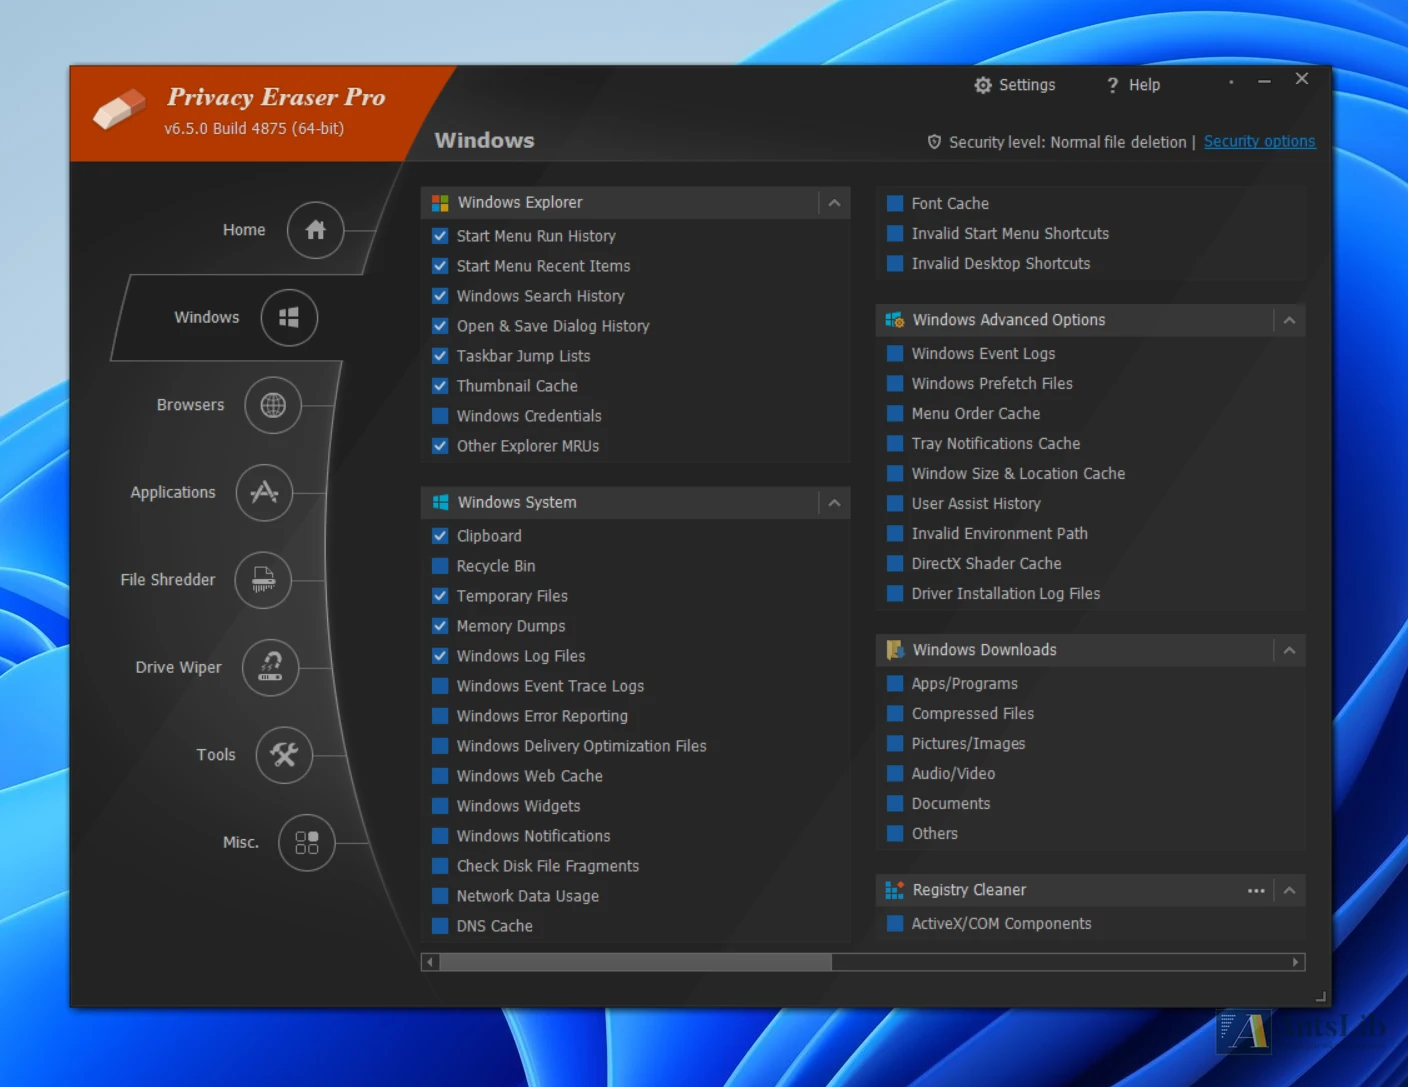 Privacy Eraser Pro
v6.5.0 Build 4875 (64-bit)
Settings
? Help
Windows
Security level: Normal file deletion | Security options
Home
Windows
Browsers
Applications
File Shredder
Drive Wiper
Tools
Misc.
Windows Explorer
Start Menu Run History
Start Menu Recent Items
Windows Search History
Open & Save Dialog History
Taskbar Jump Lists
Thumbnail Cache
Windows Credentials
Other Explorer MRUs
Windows System
Clipboard
Recycle Bin
Temporary Files
Memory Dumps
Windows Log Files
Windows Event Trace Logs
Windows Error Reporting
Windows Delivery Optimization Files
Windows Web Cache
Windows Widgets
Windows Notifications
Check Disk File Fragments
Network Data Usage
DNS Cache
Font Cache
Invalid Start Menu Shortcuts
Invalid Desktop Shortcuts
Windows Advanced Options
Windows Event Logs
Windows Prefetch Files
Menu Order Cache
Tray Notifications Cache
Window Size & Location Cache
User Assist History
Invalid Environment Path
DirectX Shader Cache
Driver Installation Log Files
Windows Downloads
Apps/Programs
Compressed Files
Pictures/Images
Audio/Video
Documents
Others
Registry Cleaner
ActiveX/COM Components
AntsLib